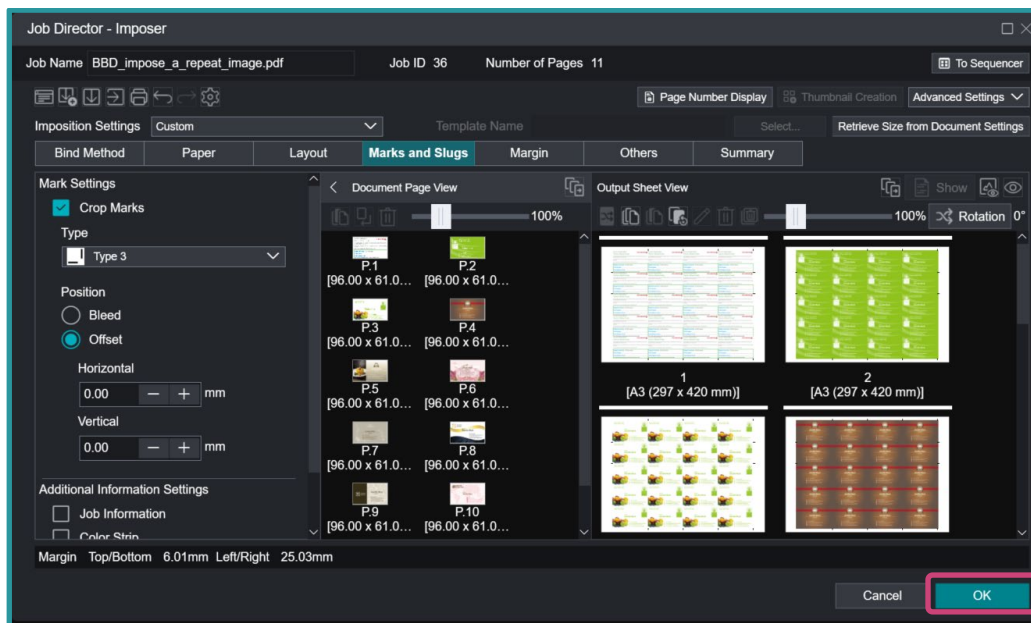 Job Director - Imposer
Job Name BBD_impose_a_repeat_image.pdf Job ID 36 Number of Pages 11 To Sequencer
Page Number Display Thumbnail Creation Advanced Settings
Imposition Settings Custom Template Name Select... Retrieve Size from Document Settings
Bind Method Paper Layout Marks and Slugs Margin Others Summary
Mark Settings
Crop Marks
Type
Type 3
Position
Bleed
Offset
Horizontal
0.00 mm
Vertical
0.00 mm
Additional Information Settings
Job Information
Color Strip
Document Page View
100%
P.1 P.2
[96.00 x 61.0... [96.00 x 61.0...
P.3 P.4
[96.00 x 61.0... [96.00 x 61.0...
P.5 P.6
[96.00 x 61.0... [96.00 x 61.0...
P.7 P.8
[96.00 x 61.0... [96.00 x 61.0...
P.9 P.10
[96.00 x 61.0... [96.00 x 61.0...
Output Sheet View Show
100% Rotation 0°
1 2
[A3 (297 x 420 mm)] [A3 (297 x 420 mm)]
Margin Top/Bottom 6.01mm Left/Right 25.03mm
Cancel OK